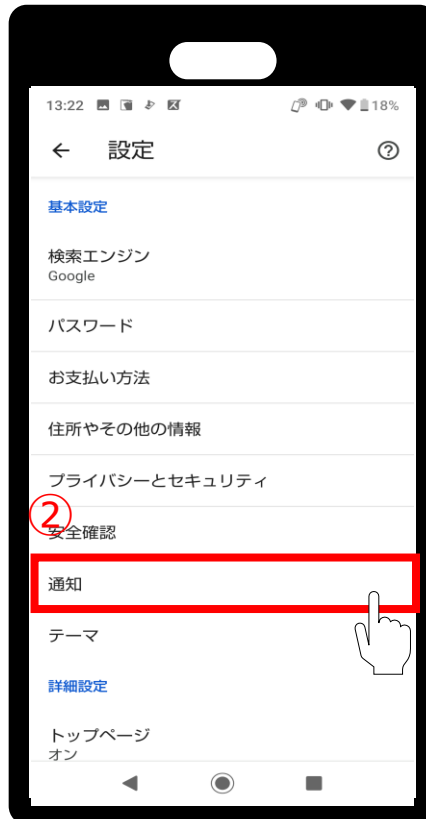 13:22
18%
設定
基本設定
検索エンジン
Google
パスワード
お支払い方法
住所やその他の情報
プライバシーとセキュリティ
②
安全確認
通知
テーマ
詳細設定
トップページ
オン